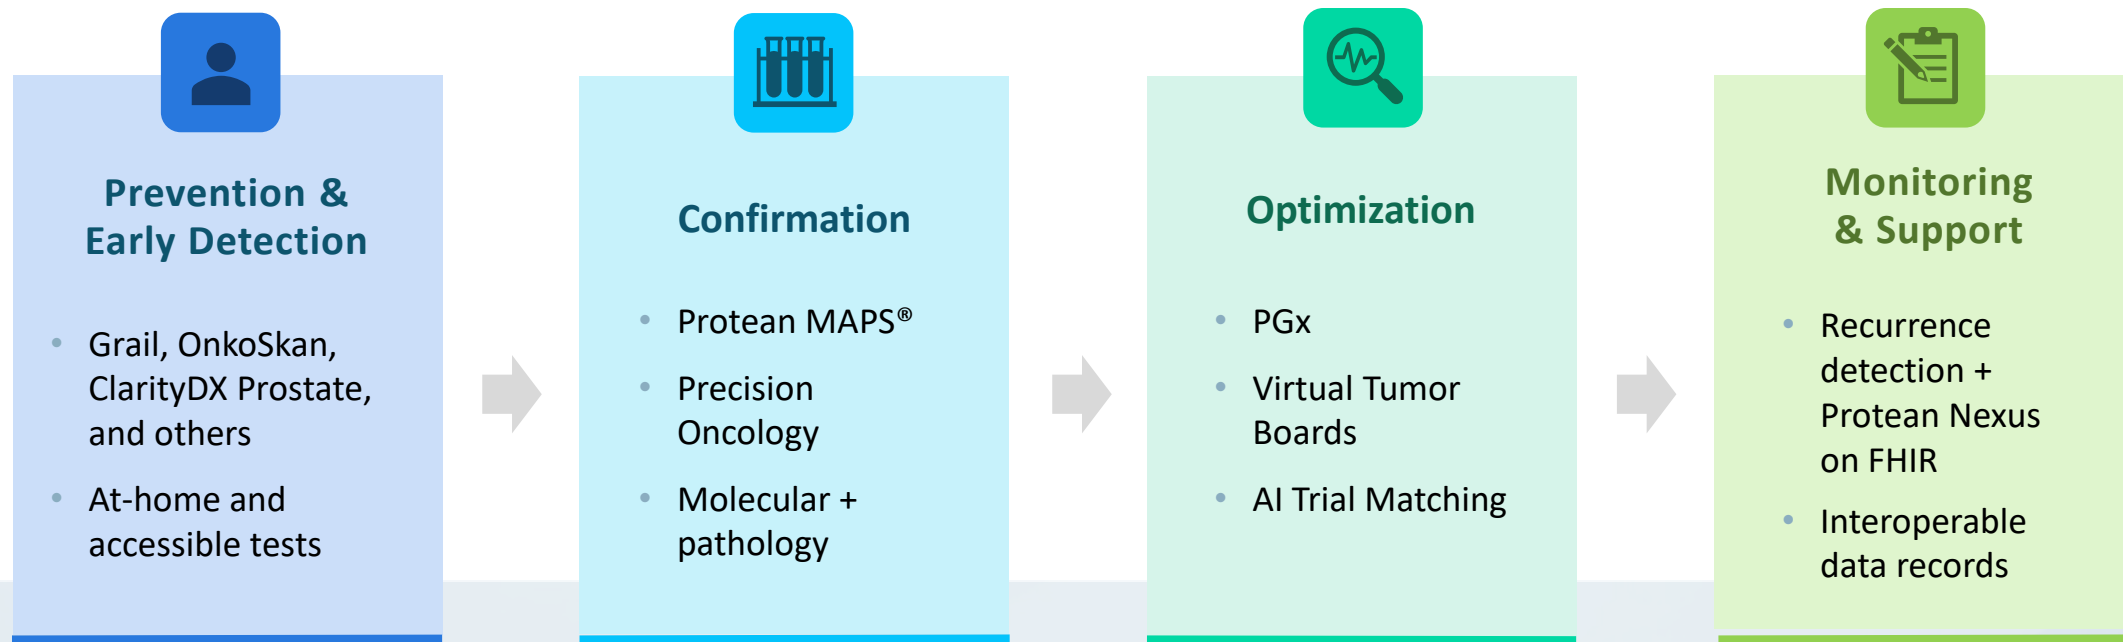 Prevention &
Early Detection
• Grail, OnkoSkan,
ClarityDX Prostate,
and others
• At-home and
accessible tests
Confirmation
• Protean MAPS®
• Precision
Oncology
• Molecular +
pathology
Optimization
• PGx
• Virtual Tumor
Boards
• AI Trial Matching
Monitoring
& Support
• Recurrence
detection +
Protean Nexus
on FHIR
• Interoperable
data records